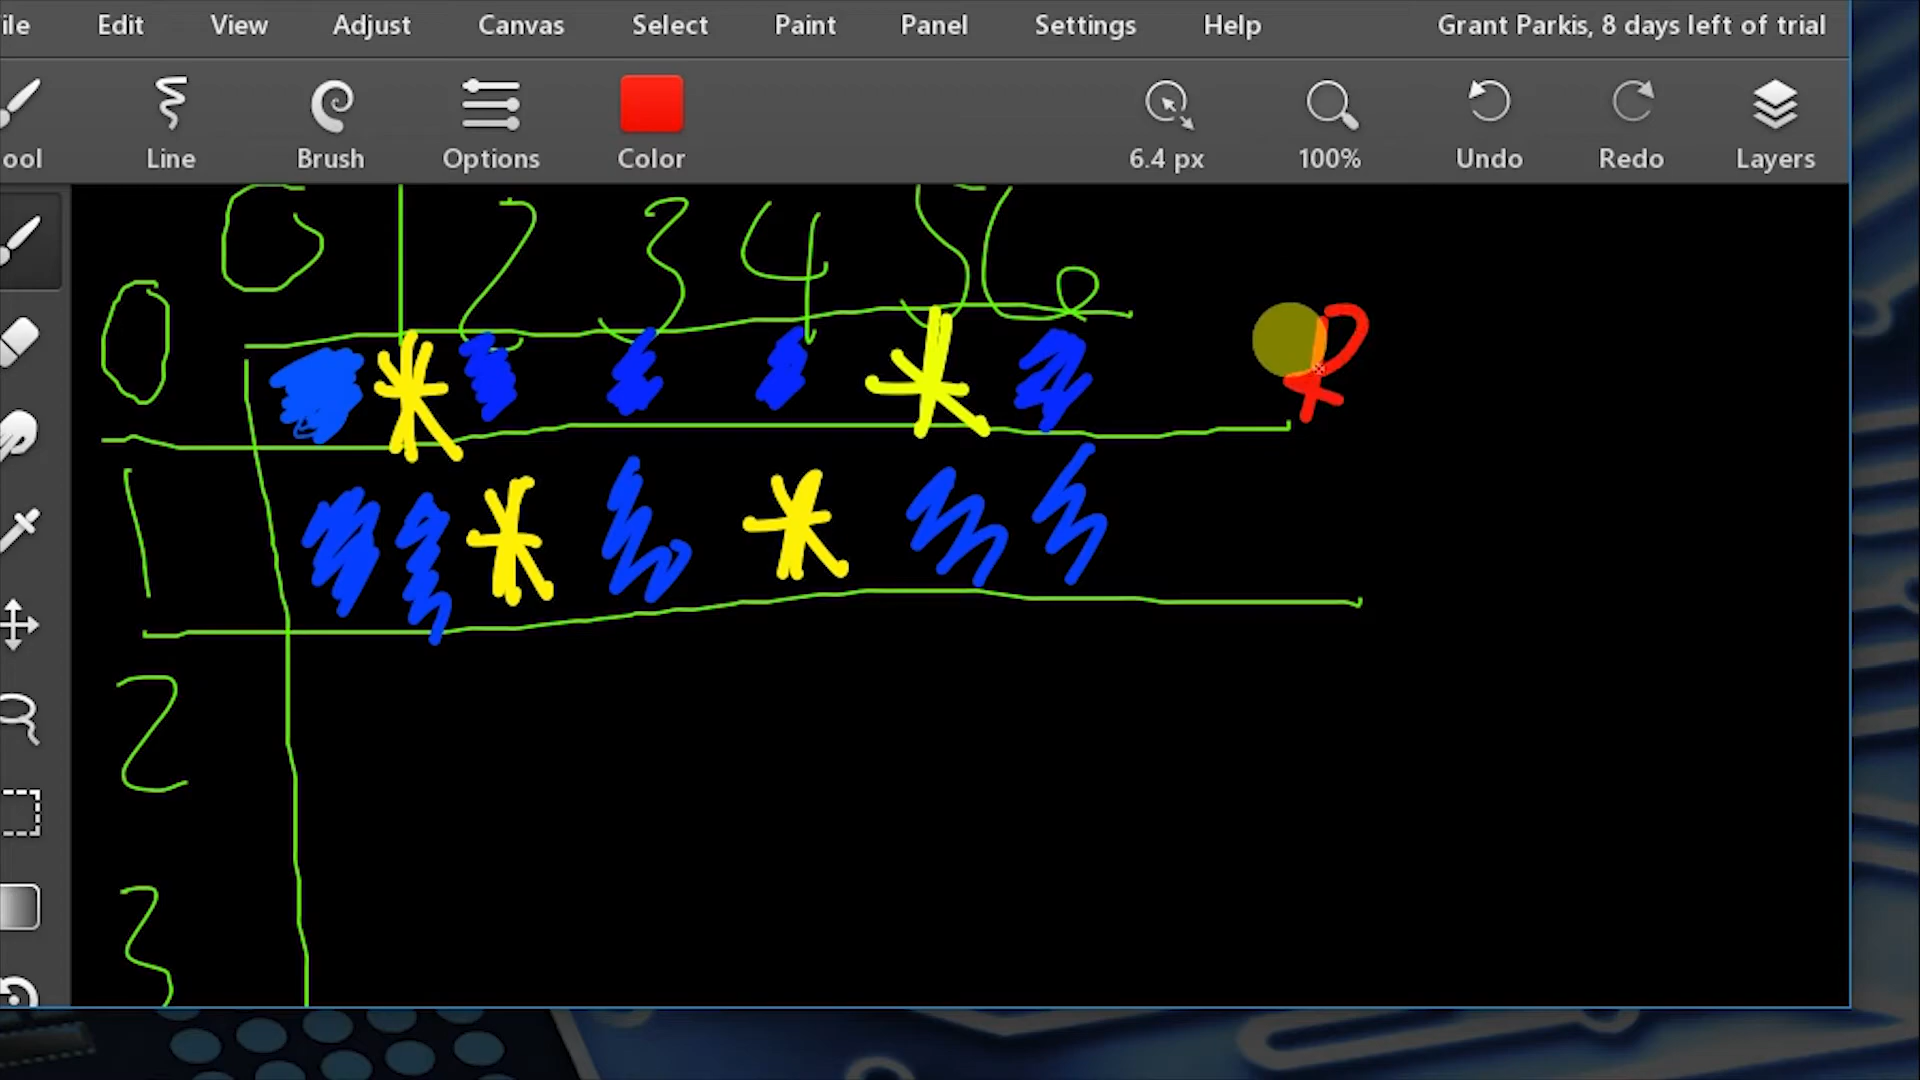 ile Edit View Adjust Canvas Select Paint Panel Settings Help Grant Parkis, 8 days left of trial
ool Line Brush Options Color 6.4 px 100% Undo Redo Layers
0 1 2 3 4 5 6
0 * *
1 * *
2
3